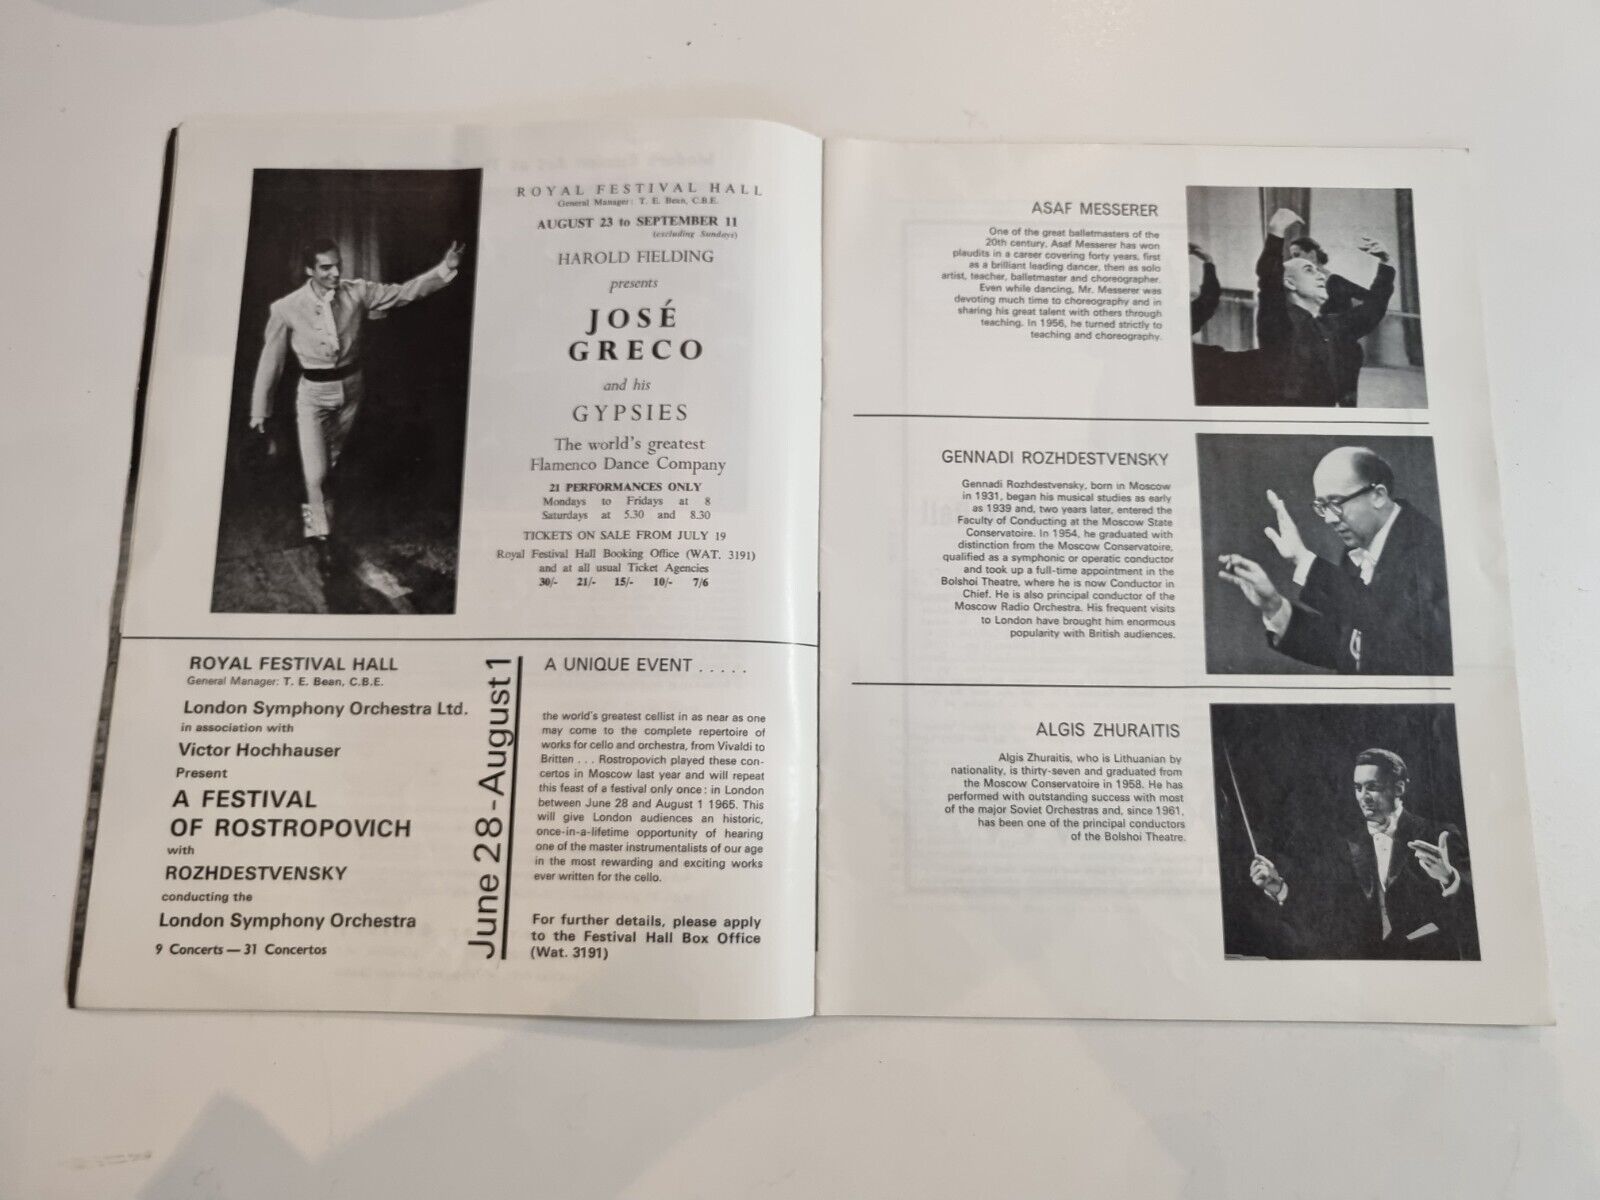 ROYAL FESTIVAL HALL
General Manager: T. E. Bean, C.B.E.
AUGUST 23 to SEPTEMBER 11
(excluding Sundays)
HAROLD FIELDING
presents
JOSÉ
GRECO
and his
GYPSIES
The world's greatest
Flamenco Dance Company
21 PERFORMANCES ONLY
Mondays to Fridays at 8
Saturdays at 5.30 and 8.30
TICKETS ON SALE FROM JULY 19
Royal Festival Hall Booking Office (WAT. 3191)
and at all usual Ticket Agencies
30/- 21/- 15/- 10/- 7/6
ROYAL FESTIVAL HALL
General Manager: T. E. Bean, C.B.E.
London Symphony Orchestra Ltd.
in association with
Victor Hochhauser
Present
A FESTIVAL
OF ROSTROPOVICH
with
ROZHDESTVENSKY
conducting the
London Symphony Orchestra
9 Concerts — 31 Concertos
June 28-August 1
A UNIQUE EVENT . . . . .
the world's greatest cellist in as near as one
may come to the complete repertoire of
works for cello and orchestra, from Vivaldi to
Britten . . . Rostropovich played these con-
certos in Moscow last year and will repeat
this feast of a festival only once : in London
between June 28 and August 1 1965. This
will give London audiences an historic,
once-in-a-lifetime opportunity of hearing
one of the master instrumentalists of our age
in the most rewarding and exciting works
ever written for the cello.
For further details, please apply
to the Festival Hall Box Office
(Wat. 3191)
ASAF MESSERER
One of the great balletmasters of the
20th century, Asaf Messerer has won
plaudits in a career covering forty years, first
as a brilliant leading dancer, then as solo
artist, teacher, balletmaster and choreographer.
Even while dancing, Mr. Messerer was
devoting much time to choreography and in
sharing his great talent with others through
teaching. In 1956, he turned strictly to
teaching and choreography.
GENNADI ROZHDESTVENSKY
Gennadi Rozhdestvensky, born in Moscow
in 1931, began his musical studies as early
as 1939 and, two years later, entered the
Faculty of Conducting at the Moscow State
Conservatoire. In 1954, he graduated with
distinction from the Moscow Conservatoire,
qualified as a symphonic or operatic conductor
and took up a full-time appointment in the
Bolshoi Theatre, where he is now Conductor in
Chief. He is also principal conductor of the
Moscow Radio Orchestra. His frequent visits
to London have brought him enormous
popularity with British audiences.
ALGIS ZHURAITIS
Algis Zhuraitis, who is Lithuanian by
nationality, is thirty-seven and graduated from
the Moscow Conservatoire in 1958. He has
performed with outstanding success with most
of the major Soviet Orchestras and, since 1961,
has been one of the principal conductors
of the Bolshoi Theatre.